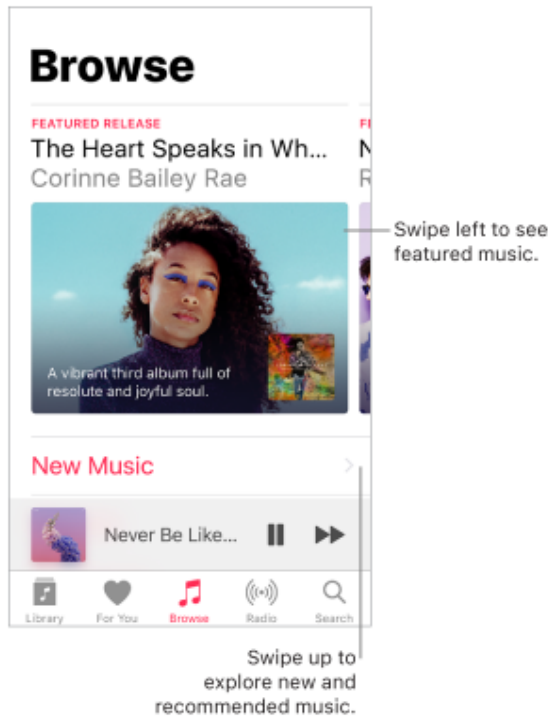 Browse
FEATURED RELEASE
The Heart Speaks in Wh...
Corinne Bailey Rae
Swipe left to see
featured music.
A vibrant third album full of
resolute and joyful soul.
New Music
Never Be Like...
Library
For You
Browse
Radio
Search
Swipe up to
explore new and
recommended music.